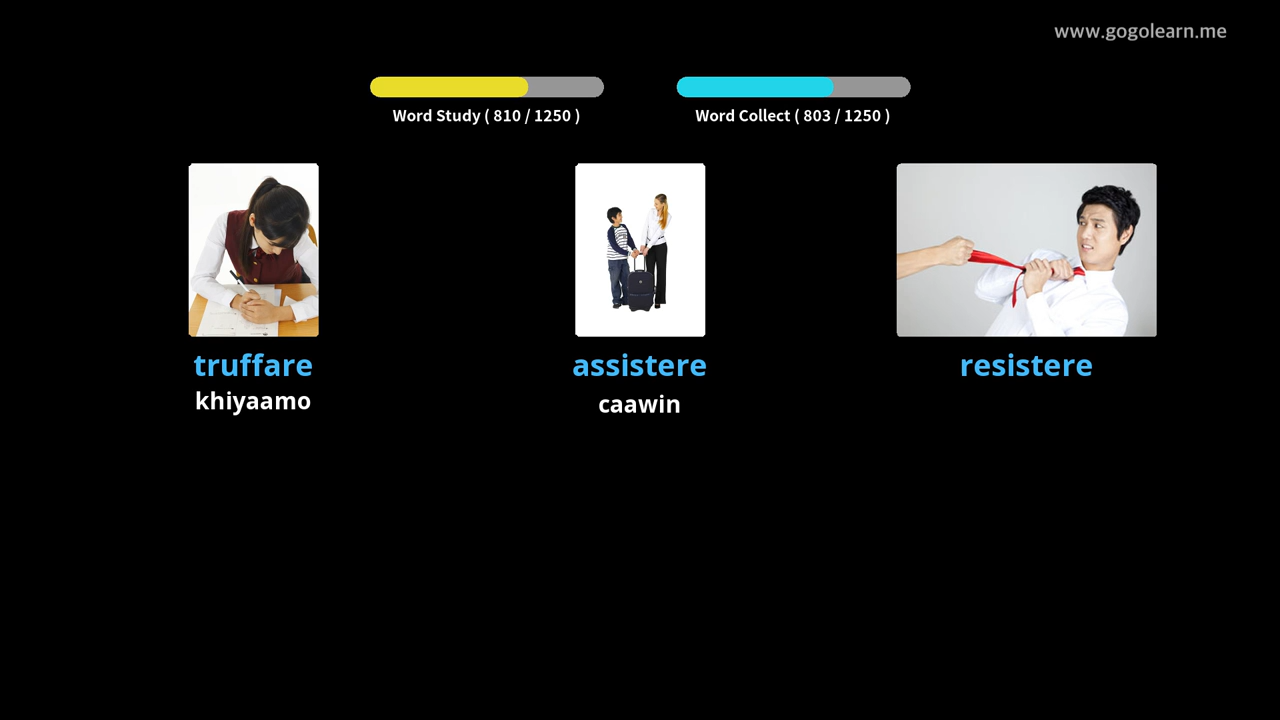 www.gogolearn.me
Word Study ( 810 / 1250 )
Word Collect ( 803 / 1250 )
truffare
khiyaamo
assistere
caawin
resistere